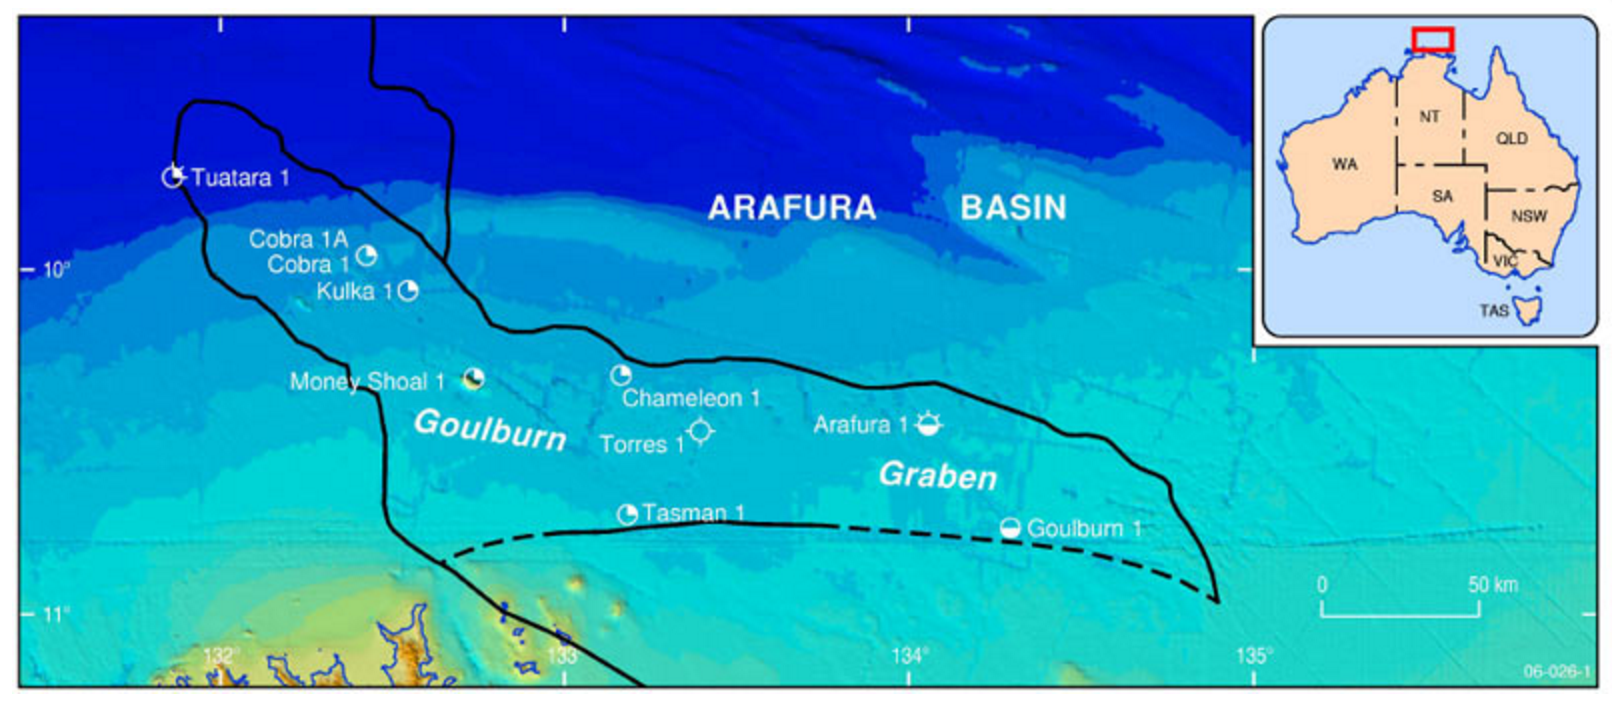 Tuatara 1
ARAFURA BASIN
Cobra 1A
Cobra 1
Kulka 1
10°
Money Shoal 1
Chameleon 1
Goulburn
Torres 1
Arafura 1
Graben
Tasman 1
Goulburn 1
0 50 km
11°
132° 133° 134° 135°
06-026-1
NT
QLD
WA
SA
NSW
VIC
TAS